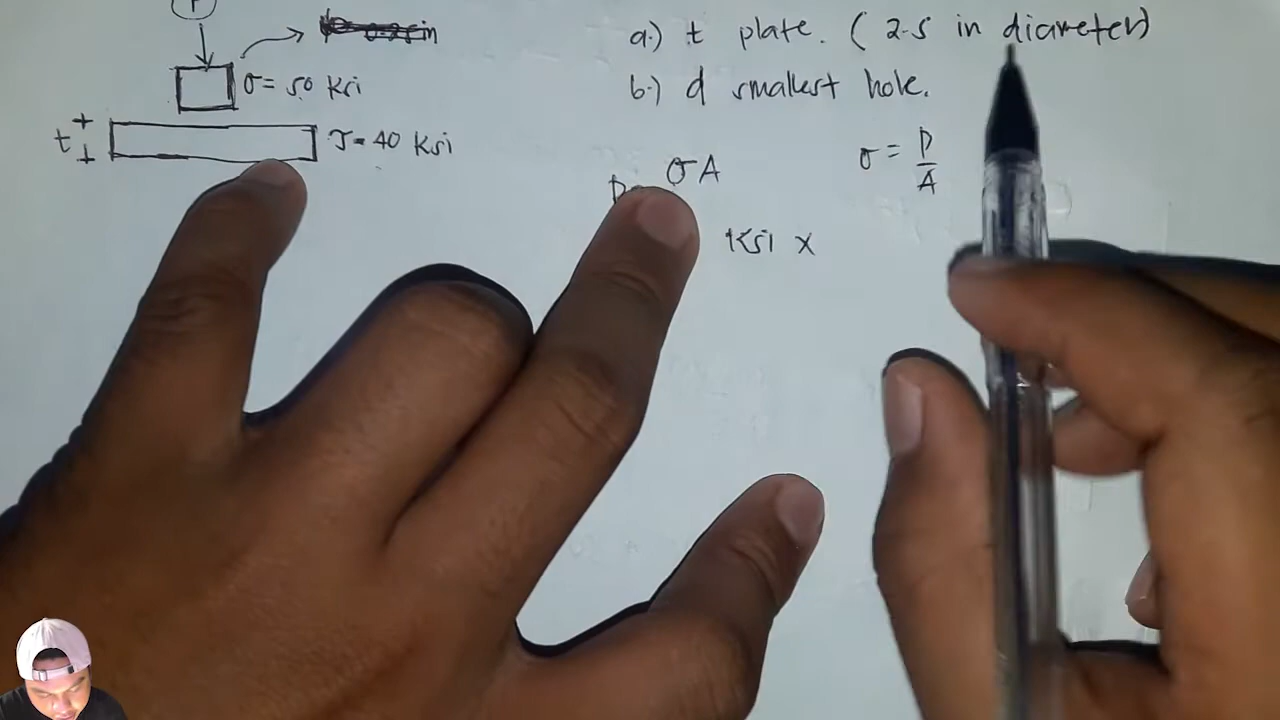 P
σ = 50 Ksi
t
τ = 40 Ksi
a.) t plate. ( 2.5 in diameter)
b.) d smallest hole.
σA
σ = P
A
Ksi x